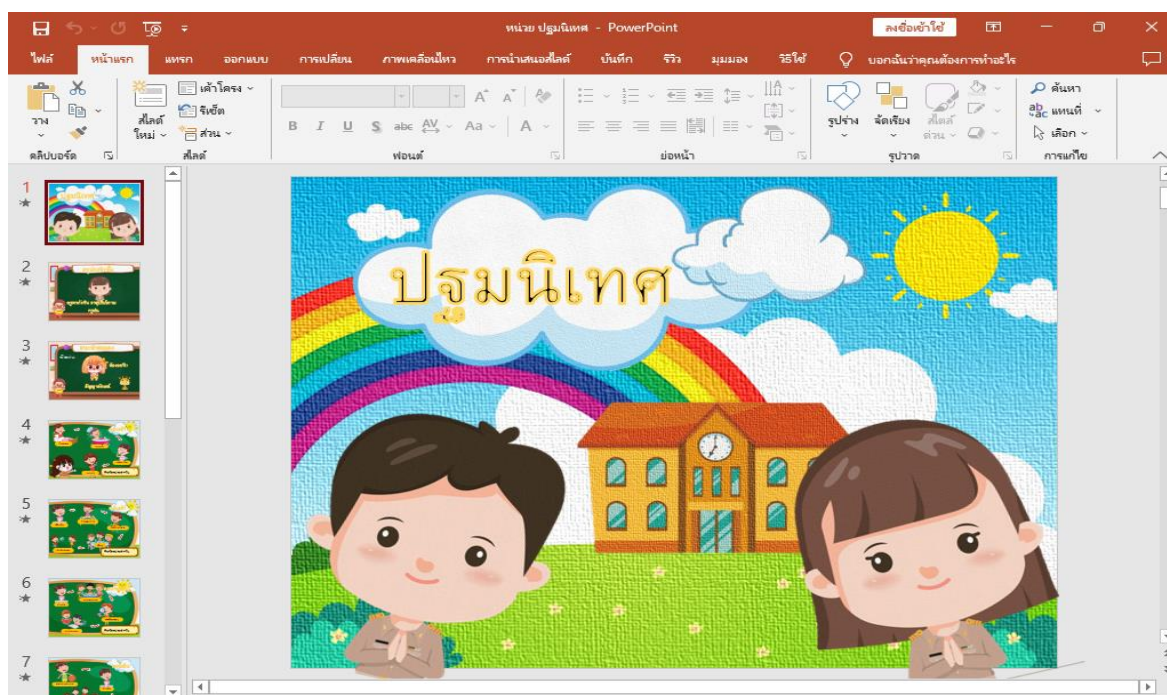 หน่วย ปฐมนิเทศ - PowerPoint
ลงชื่อเข้าใช้
ไฟล์ หน้าแรก แทรก ออกแบบ การเปลี่ยน ภาพเคลื่อนไหว การนำเสนอสไลด์ บันทึก รีวิว มุมมอง วิธีใช้ บอกฉันว่าคุณต้องการทำอะไร
วาง
สไลด์
ใหม่
เค้าโครง
รีเซ็ต
ส่วน
B I U S abc AV Aa A
รูปร่าง
จัดเรียง
สไตล์
ด่วน
ค้นหา
แทนที่
เลือก
คลิปบอร์ด สไลด์ ฟอนต์ ย่อหน้า รูปวาด การแก้ไข
1
2
3
4
5
6
7
ปฐมนิเทศ